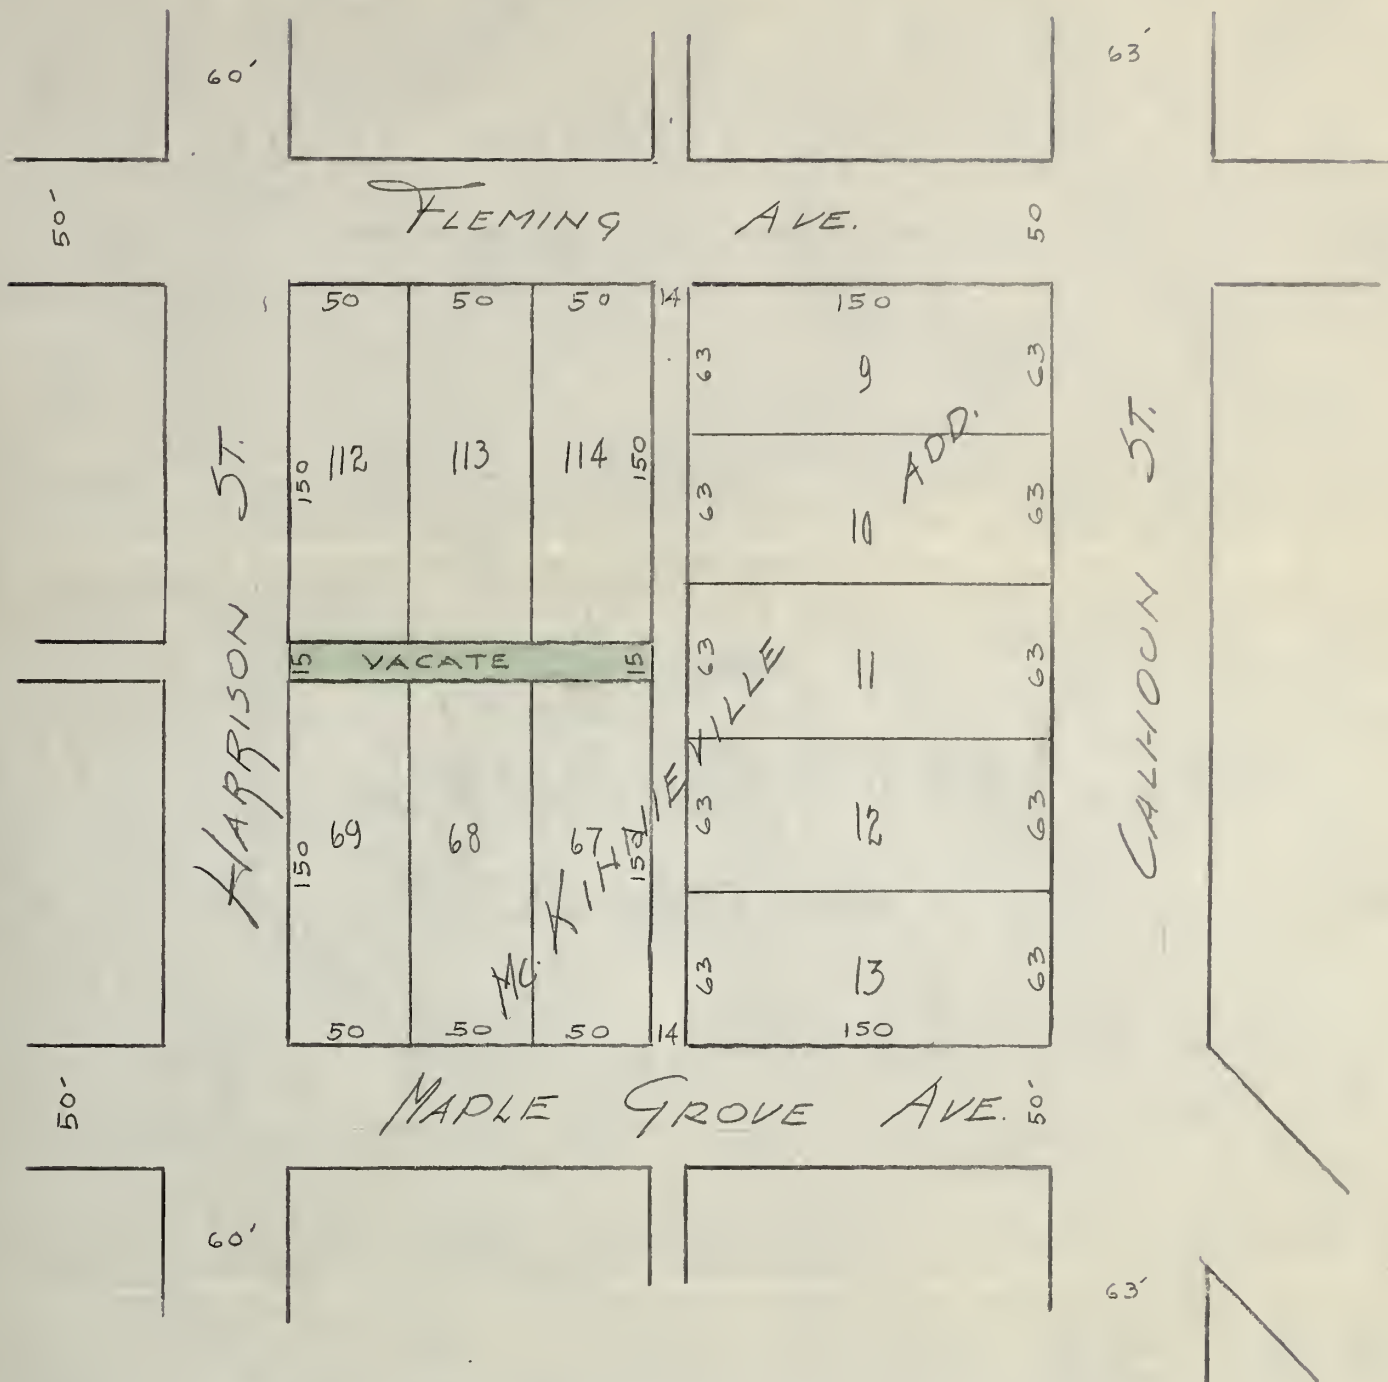 60′ 63′
50′ FLEMING AVE. 50
50 50 50 14 150
63 9 63
150 112 113 114 150
63 10 63
ADD.
HARRISON ST.
CALHOUN ST.
15 VACATE 15
63 11 63
63 12 63
150 69 68 67 150
MC. KINZIE VILLE
63 13 63
50 50 50 14 150
50′ MAPLE GROVE AVE. 50′
60′ 63′